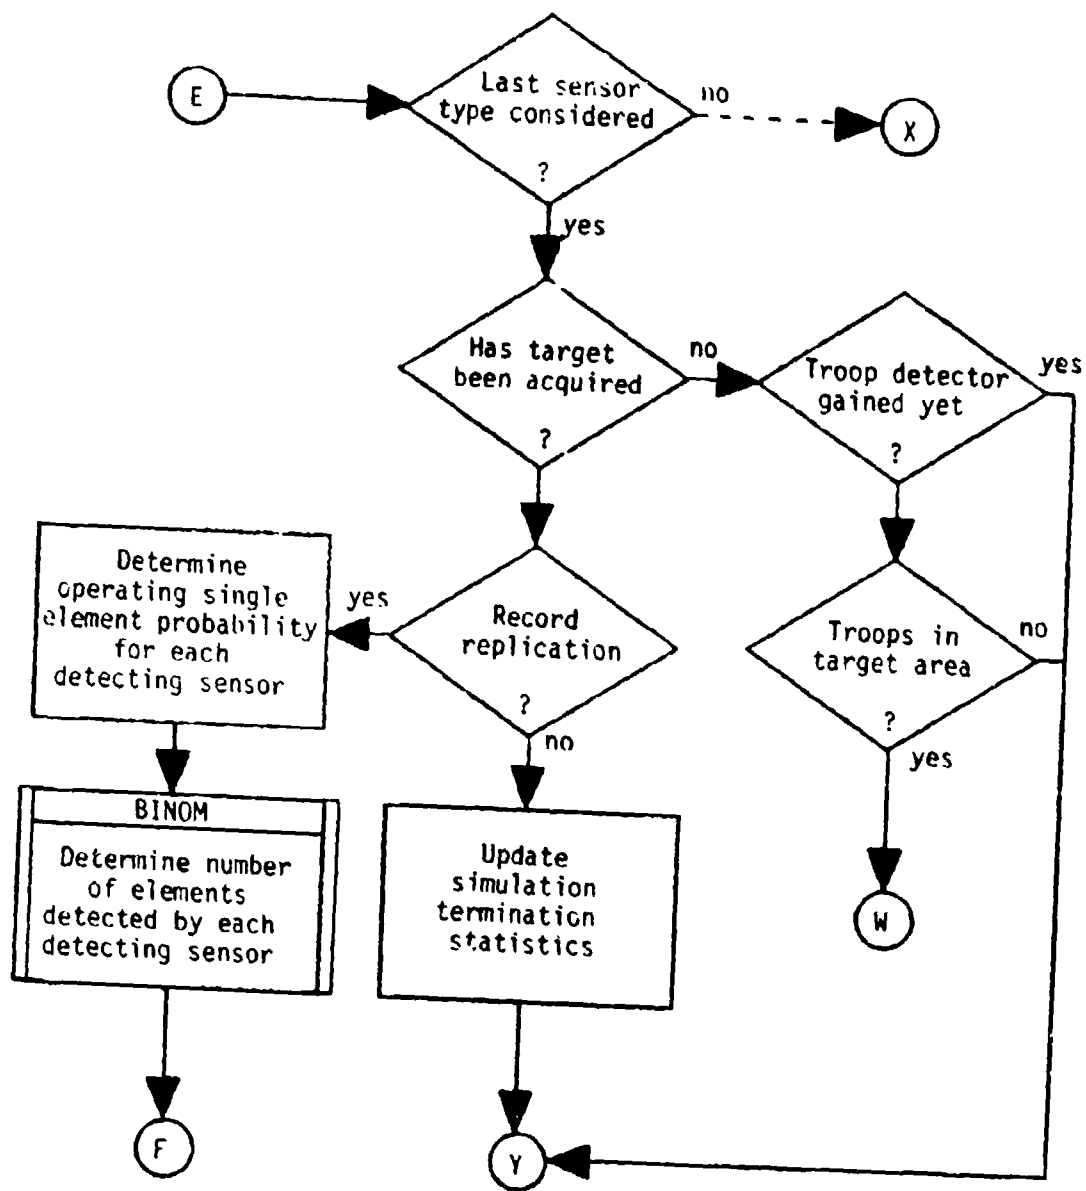 E
Last sensor
type considered
?
no
X
yes
Has target
been acquired
?
no
Troop detector
gained yet
?
yes
Determine
operating single
element probability
for each
detecting sensor
yes
Record
replication
?
no
Troops in
target area
?
no
yes
BINOM
Determine number
of elements
detected by each
detecting sensor
Update
simulation
termination
statistics
W
F
Y